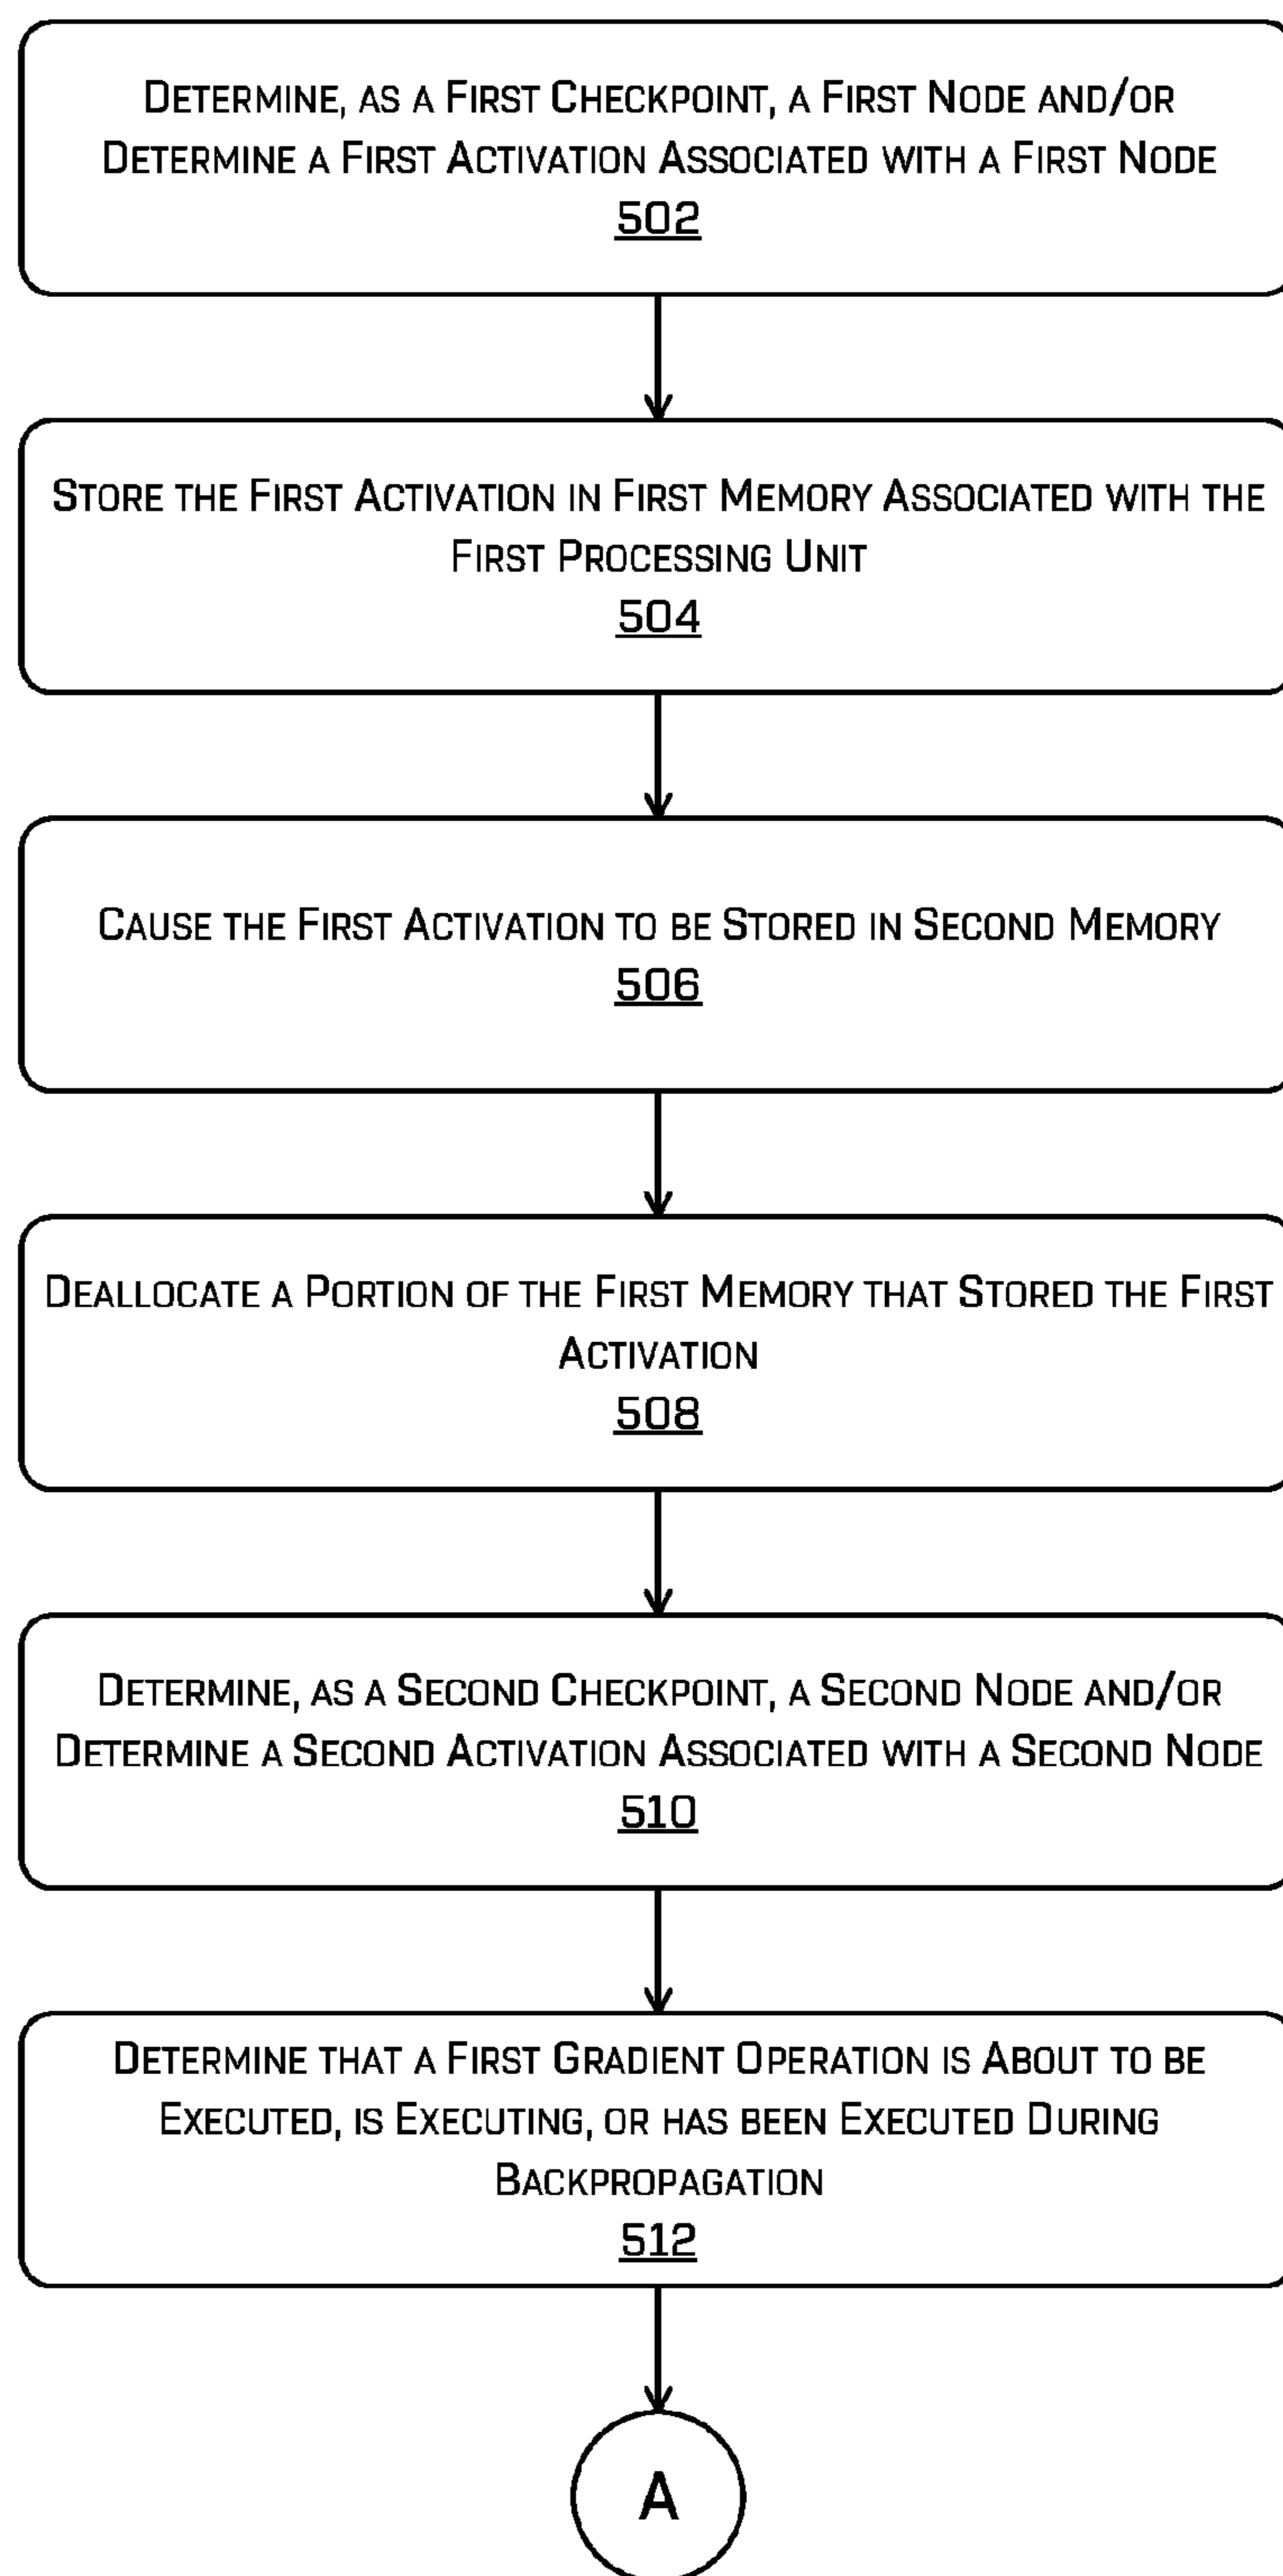 Determine, as a First Checkpoint, a First Node and/or
Determine a First Activation Associated with a First Node
502
Store the First Activation in First Memory Associated with the
First Processing Unit
504
Cause the First Activation to be Stored in Second Memory
506
Deallocate a Portion of the First Memory that Stored the First
Activation
508
Determine, as a Second Checkpoint, a Second Node and/or
Determine a Second Activation Associated with a Second Node
510
Determine that a First Gradient Operation is About to be
Executed, is Executing, or has been Executed During
Backpropagation
512
A